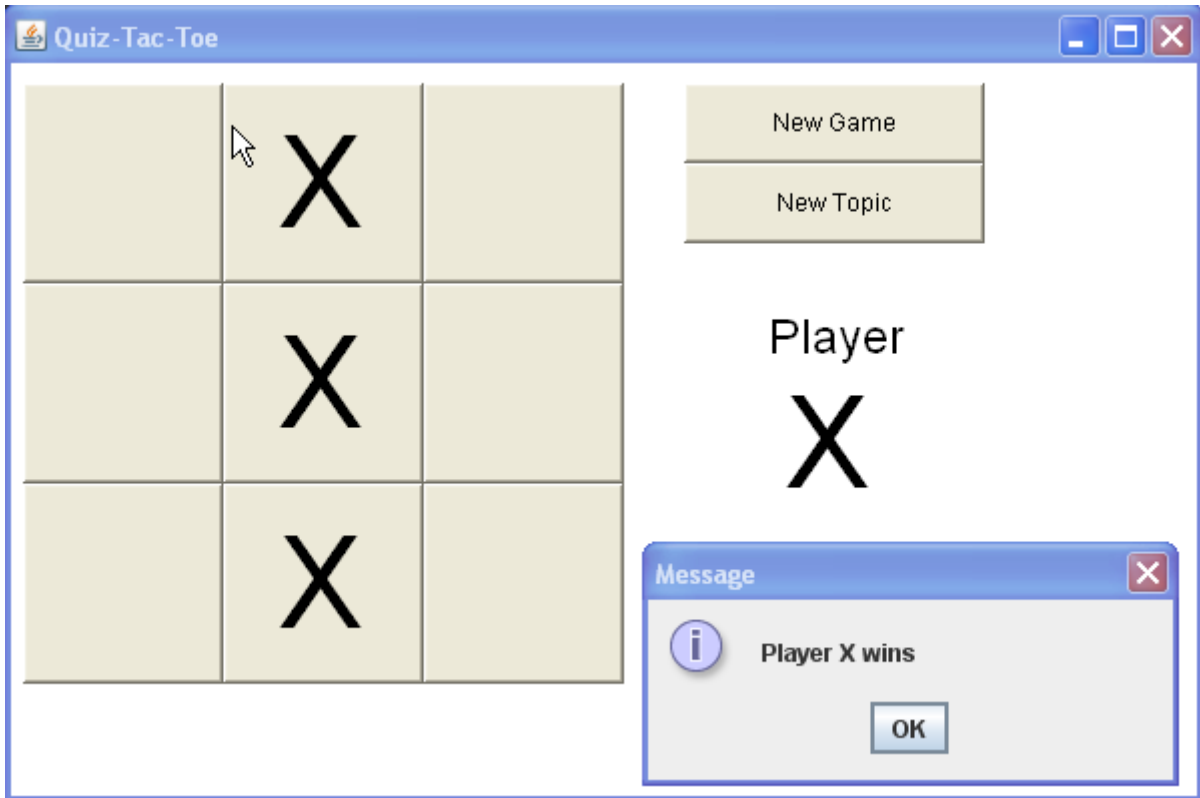 Quiz-Tac-Toe
X
X
X
New Game
New Topic
Player
X
Message
Player X wins
OK